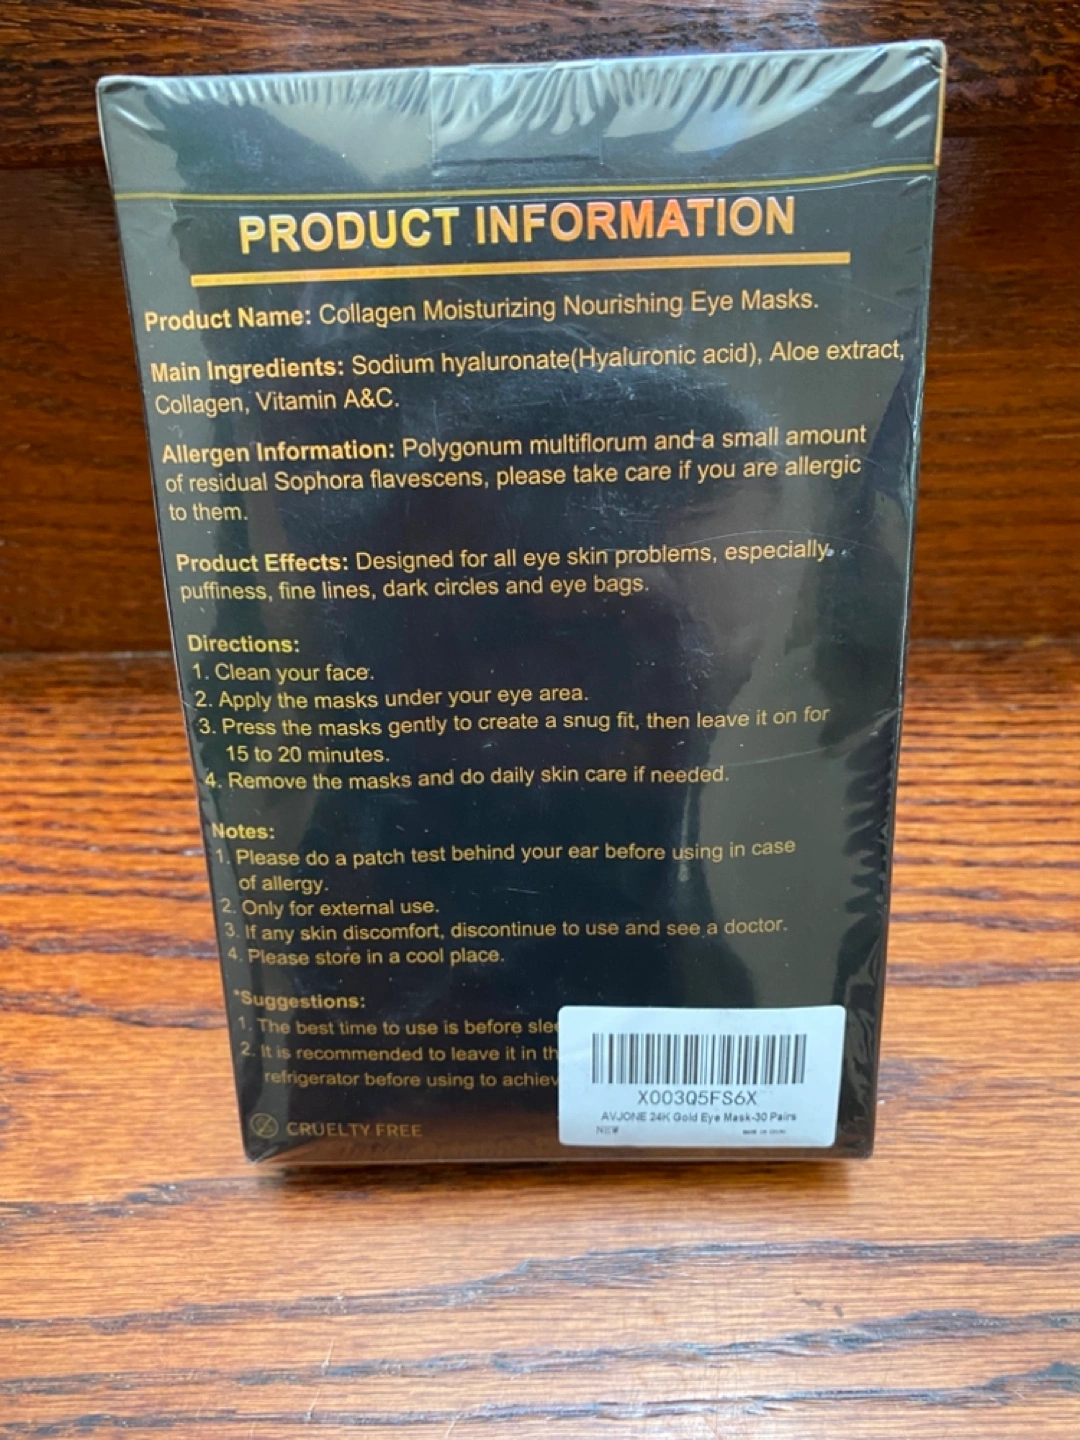 PRODUCT INFORMATION
Product Name: Collagen Moisturizing Nourishing Eye Masks.
Main Ingredients: Sodium hyaluronate(Hyaluronic acid), Aloe extract,
Collagen, Vitamin A&C.
Allergen Information: Polygonum multiflorum and a small amount
of residual Sophora flavescens, please take care if you are allergic
to them.
Product Effects: Designed for all eye skin problems, especially
puffiness, fine lines, dark circles and eye bags.
Directions:
1. Clean your face.
2. Apply the masks under your eye area.
3. Press the masks gently to create a snug fit, then leave it on for
15 to 20 minutes.
4. Remove the masks and do daily skin care if needed.
Notes:
1. Please do a patch test behind your ear before using in case
of allergy.
2. Only for external use.
3. If any skin discomfort, discontinue to use and see a doctor.
4. Please store in a cool place.
*Suggestions:
1. The best time to use is before slee
2. It is recommended to leave it in th
refrigerator before using to achiev
CRUELTY FREE
X003Q5FS6X
AVJONE 24K Gold Eye Mask-30 Pairs
NEW